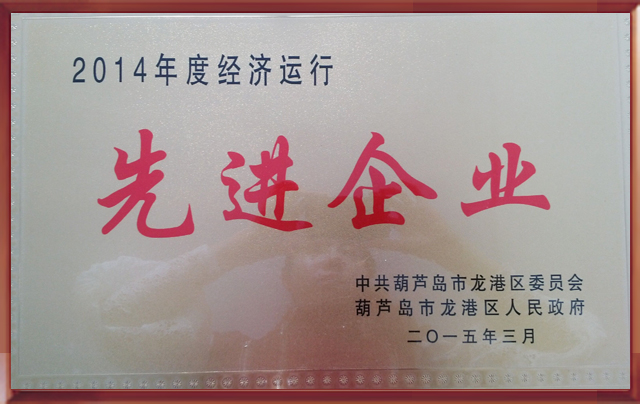 2014年度经济运行
先进企业
中共葫芦岛市龙港区委员会
葫芦岛市龙港区人民政府
二〇一五年三月